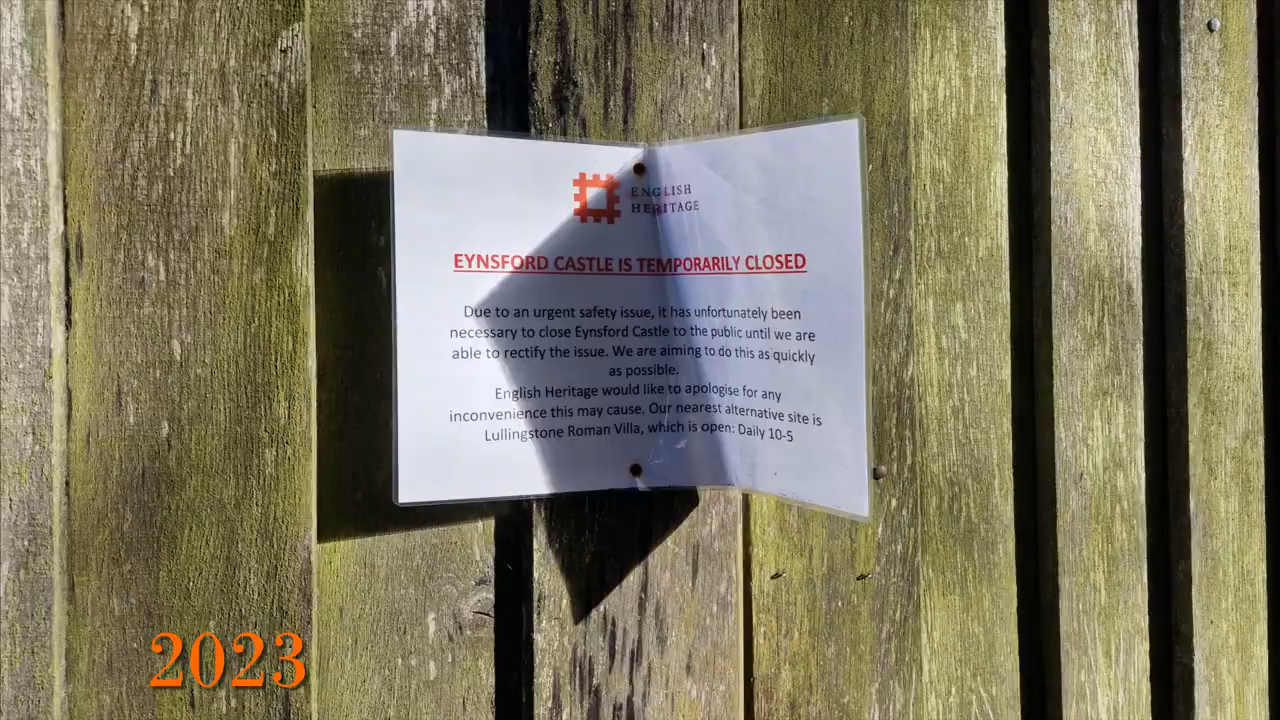 ENGLISH
HERITAGE
EYNSFORD CASTLE IS TEMPORARILY CLOSED
Due to an urgent safety issue, it has unfortunately been
necessary to close Eynsford Castle to the public until we are
able to rectify the issue. We are aiming to do this as quickly
as possible.
English Heritage would like to apologise for any
inconvenience this may cause. Our nearest alternative site is
Lullingstone Roman Villa, which is open: Daily 10-5
2023